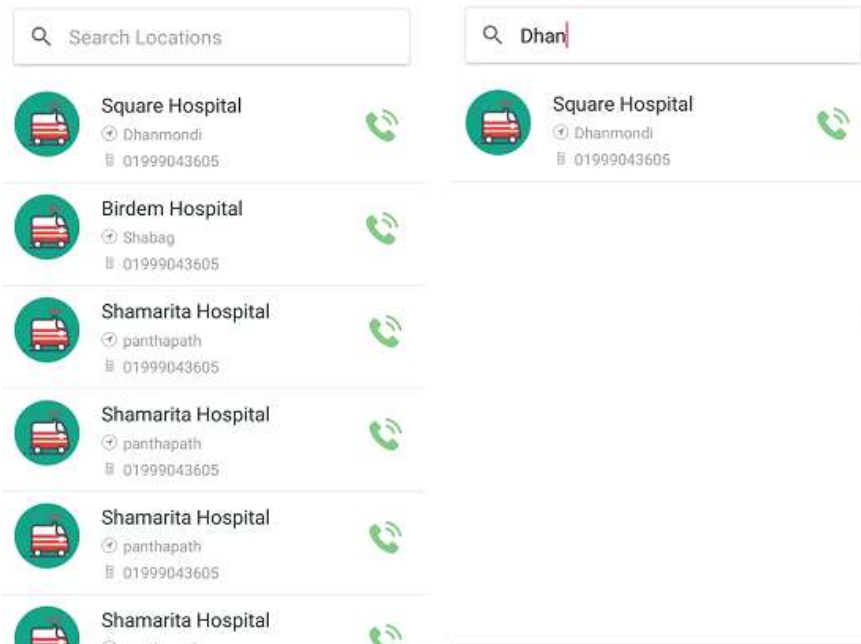 Search Locations
Square Hospital
Dhanmondi
01999043605
Birdem Hospital
Shabag
01999043605
Shamarita Hospital
panthapath
01999043605
Shamarita Hospital
panthapath
01999043605
Shamarita Hospital
panthapath
01999043605
Shamarita Hospital
Dhan
Square Hospital
Dhanmondi
01999043605